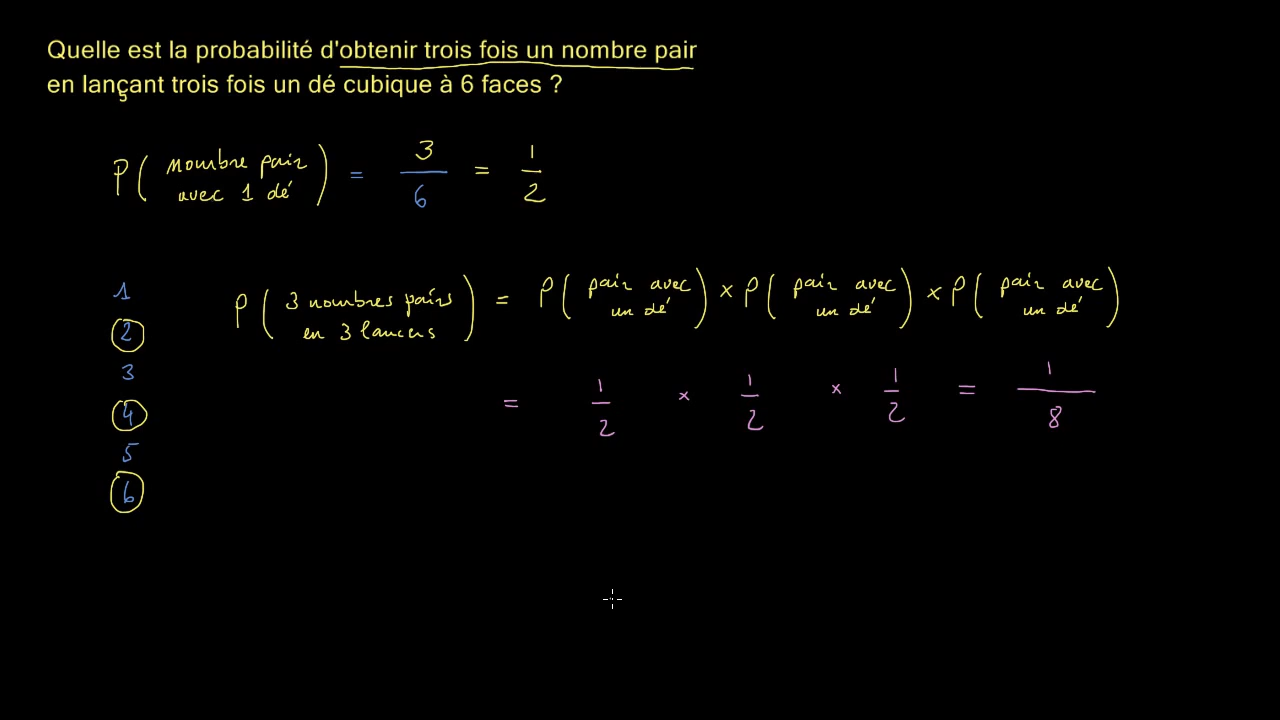 Quelle est la probabilité d'obtenir trois fois un nombre pair
en lançant trois fois un dé cubique à 6 faces ?
P ( nombre pair avec 1 dé ) = 3/6 = 1/2
1
2
3
4
5
6
P ( 3 nombres pairs en 3 lancers ) = P ( pair avec un dé ) × P ( pair avec un dé ) × P ( pair avec un dé )
= 1/2 × 1/2 × 1/2 = 1/8